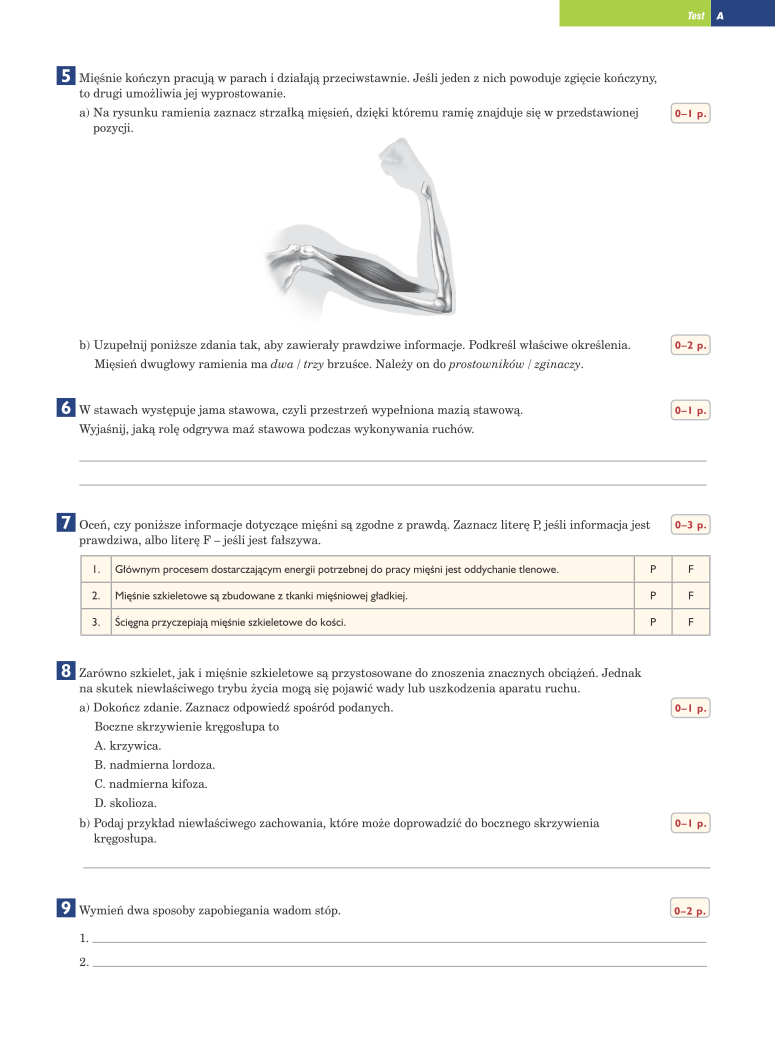 Test A
5 Mięśnie kończyn pracują w parach i działają przeciwstawnie. Jeśli jeden z nich powoduje zgięcie kończyny,
to drugi umożliwia jej wyprostowanie.
a) Na rysunku ramienia zaznacz strzałką mięsień, dzięki któremu ramię znajduje się w przedstawionej 0–1 p.
pozycji.
b) Uzupełnij poniższe zdania tak, aby zawierały prawdziwe informacje. Podkreśl właściwe określenia. 0–2 p.
Mięsień dwugłowy ramienia ma dwa / trzy brzuśce. Należy on do prostowników / zginaczy.
6 W stawach występuje jama stawowa, czyli przestrzeń wypełniona mazią stawową. 0–1 p.
Wyjaśnij, jaką rolę odgrywa maź stawowa podczas wykonywania ruchów.
7 Oceń, czy poniższe informacje dotyczące mięśni są zgodne z prawdą. Zaznacz literę P, jeśli informacja jest 0–3 p.
prawdziwa, albo literę F – jeśli jest fałszywa.
1. Głównym procesem dostarczającym energii potrzebnej do pracy mięśni jest oddychanie tlenowe. P F
2. Mięśnie szkieletowe są zbudowane z tkanki mięśniowej gładkiej. P F
3. Ścięgna przyczepiają mięśnie szkieletowe do kości. P F
8 Zarówno szkielet, jak i mięśnie szkieletowe są przystosowane do znoszenia znacznych obciążeń. Jednak
na skutek niewłaściwego trybu życia mogą się pojawić wady lub uszkodzenia aparatu ruchu.
a) Dokończ zdanie. Zaznacz odpowiedź spośród podanych. 0–1 p.
Boczne skrzywienie kręgosłupa to
A. krzywica.
B. nadmierna lordoza.
C. nadmierna kifoza.
D. skolioza.
b) Podaj przykład niewłaściwego zachowania, które może doprowadzić do bocznego skrzywienia 0–1 p.
kręgosłupa.
9 Wymień dwa sposoby zapobiegania wadom stóp. 0–2 p.
1.
2.